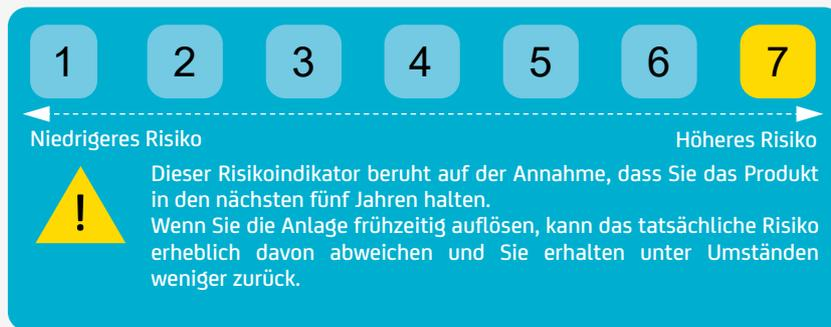 1 2 3 4 5 6 7
Niedrigeres Risiko Höheres Risiko
!
Dieser Risikoindikator beruht auf der Annahme, dass Sie das Produkt
in den nächsten fünf Jahren halten.
Wenn Sie die Anlage frühzeitig auflösen, kann das tatsächliche Risiko
erheblich davon abweichen und Sie erhalten unter Umständen
weniger zurück.